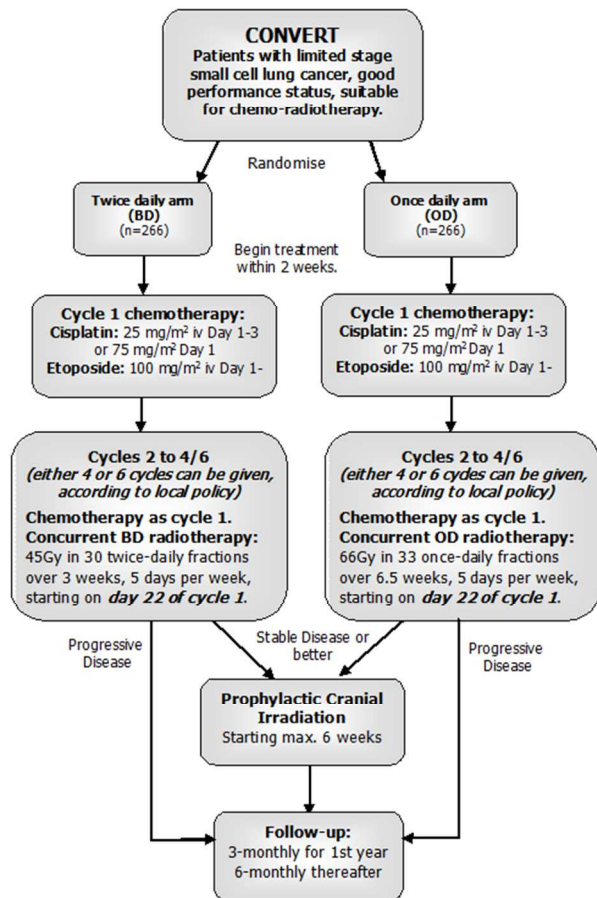 CONVERT
Patients with limited stage
small cell lung cancer, good
performance status, suitable
for chemo-radiotherapy.
Randomise
Twice daily arm
(BD)
(n=266)
Once daily arm
(OD)
(n=266)
Begin treatment
within 2 weeks.
Cycle 1 chemotherapy:
Cisplatin: 25 mg/m² iv Day 1-3
or 75 mg/m² Day 1
Etoposide: 100 mg/m² iv Day 1-
Cycle 1 chemotherapy:
Cisplatin: 25 mg/m² iv Day 1-3
or 75 mg/m² Day 1
Etoposide: 100 mg/m² iv Day 1-
Cycles 2 to 4/6
(either 4 or 6 cycles can be given,
according to local policy)
Chemotherapy as cycle 1.
Concurrent BD radiotherapy:
45Gy in 30 twice-daily fractions
over 3 weeks, 5 days per week,
starting on day 22 of cycle 1.
Cycles 2 to 4/6
(either 4 or 6 cycles can be given,
according to local policy)
Chemotherapy as cycle 1.
Concurrent OD radiotherapy:
66Gy in 33 once-daily fractions
over 6.5 weeks, 5 days per week,
starting on day 22 of cycle 1.
Progressive
Disease
Stable Disease or
better
Progressive
Disease
Prophylactic Cranial
Irradiation
Starting max. 6 weeks
Follow-up:
3-monthly for 1st year
6-monthly thereafter